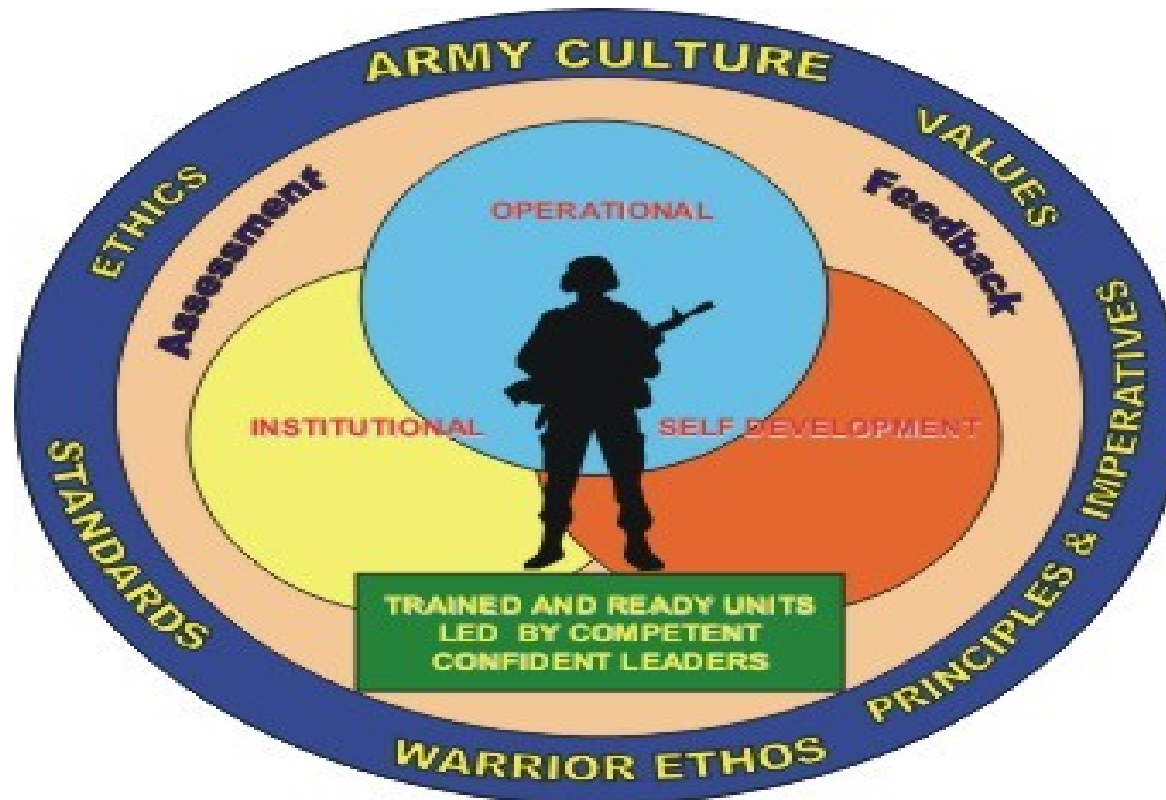 ARMY CULTURE
ETHICS
VALUES
Assessment
Feedback
OPERATIONAL
INSTITUTIONAL
SELF DEVELOPMENT
STANDARDS
PRINCIPLES & IMPERATIVES
TRAINED AND READY UNITS
LED BY COMPETENT
CONFIDENT LEADERS
WARRIOR ETHOS